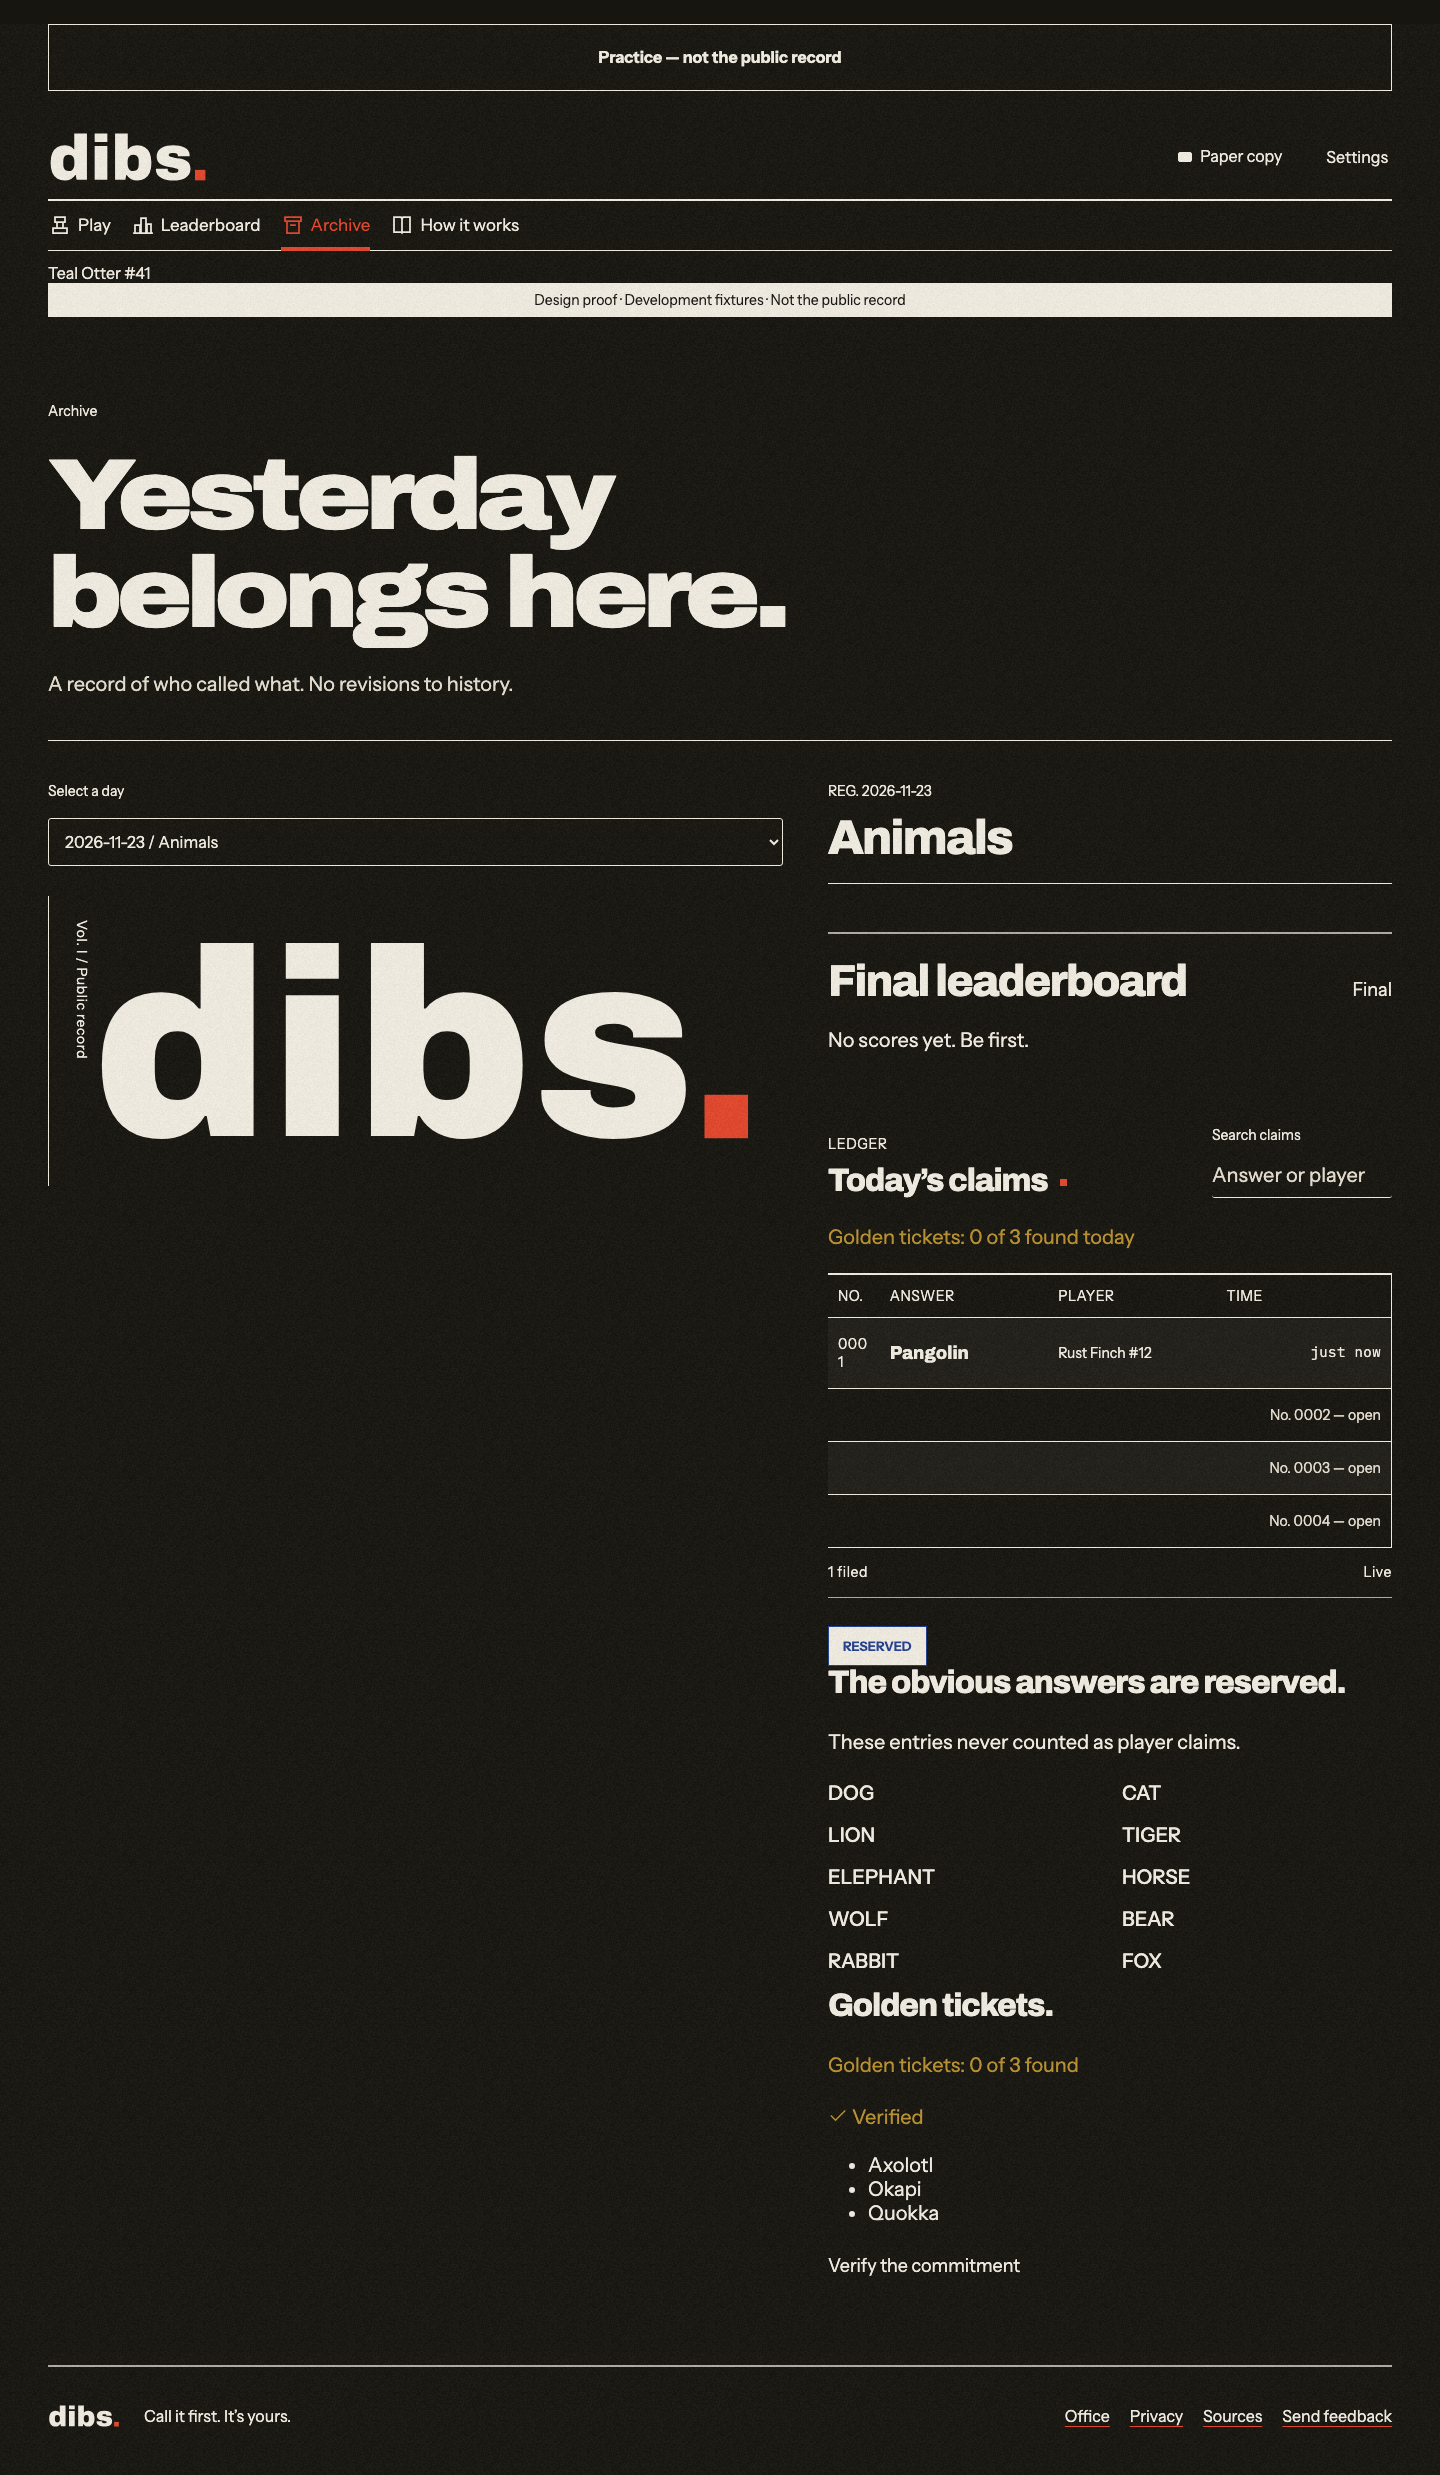 Practice — not the public record
dibs.
Paper copy
Settings
Play
Leaderboard
Archive
How it works
Teal Otter #41
Design proof · Development fixtures · Not the public record
Archive
Yesterday
belongs here.
A record of who called what. No revisions to history.
Select a day
2026-11-23 / Animals
Vol. I / Public record
dibs.
REG. 2026-11-23
Animals
Final leaderboard
Final
No scores yet. Be first.
LEDGER
Today’s claims
Search claims
Answer or player
Golden tickets: 0 of 3 found today
NO. ANSWER PLAYER TIME
000
1
Pangolin Rust Finch #12 just now
No. 0002 — open
No. 0003 — open
No. 0004 — open
1 filed
Live
RESERVED
The obvious answers are reserved.
These entries never counted as player claims.
DOG CAT
LION TIGER
ELEPHANT HORSE
WOLF BEAR
RABBIT FOX
Golden tickets.
Golden tickets: 0 of 3 found
Verified
Axolotl
Okapi
Quokka
Verify the commitment
dibs.
Call it first. It’s yours.
Office Privacy Sources Send feedback